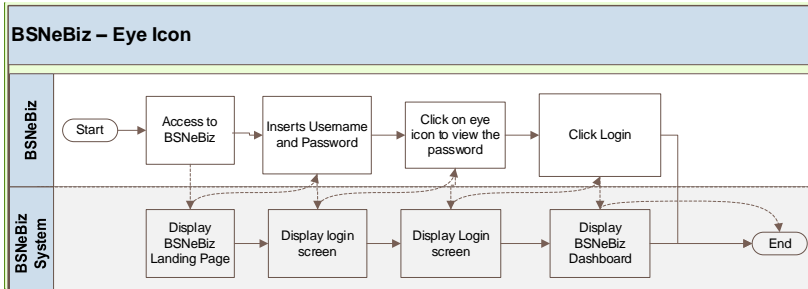 BSNeBiz – Eye Icon
BSNeBiz
Start
Access to
BSNeBiz
Inserts Username
and Password
Click on eye
icon to view the
password
Click Login
BSNeBiz
System
Display
BSNeBiz
Landing Page
Display login
screen
Display Login
screen
Display
BSNeBiz
Dashboard
End